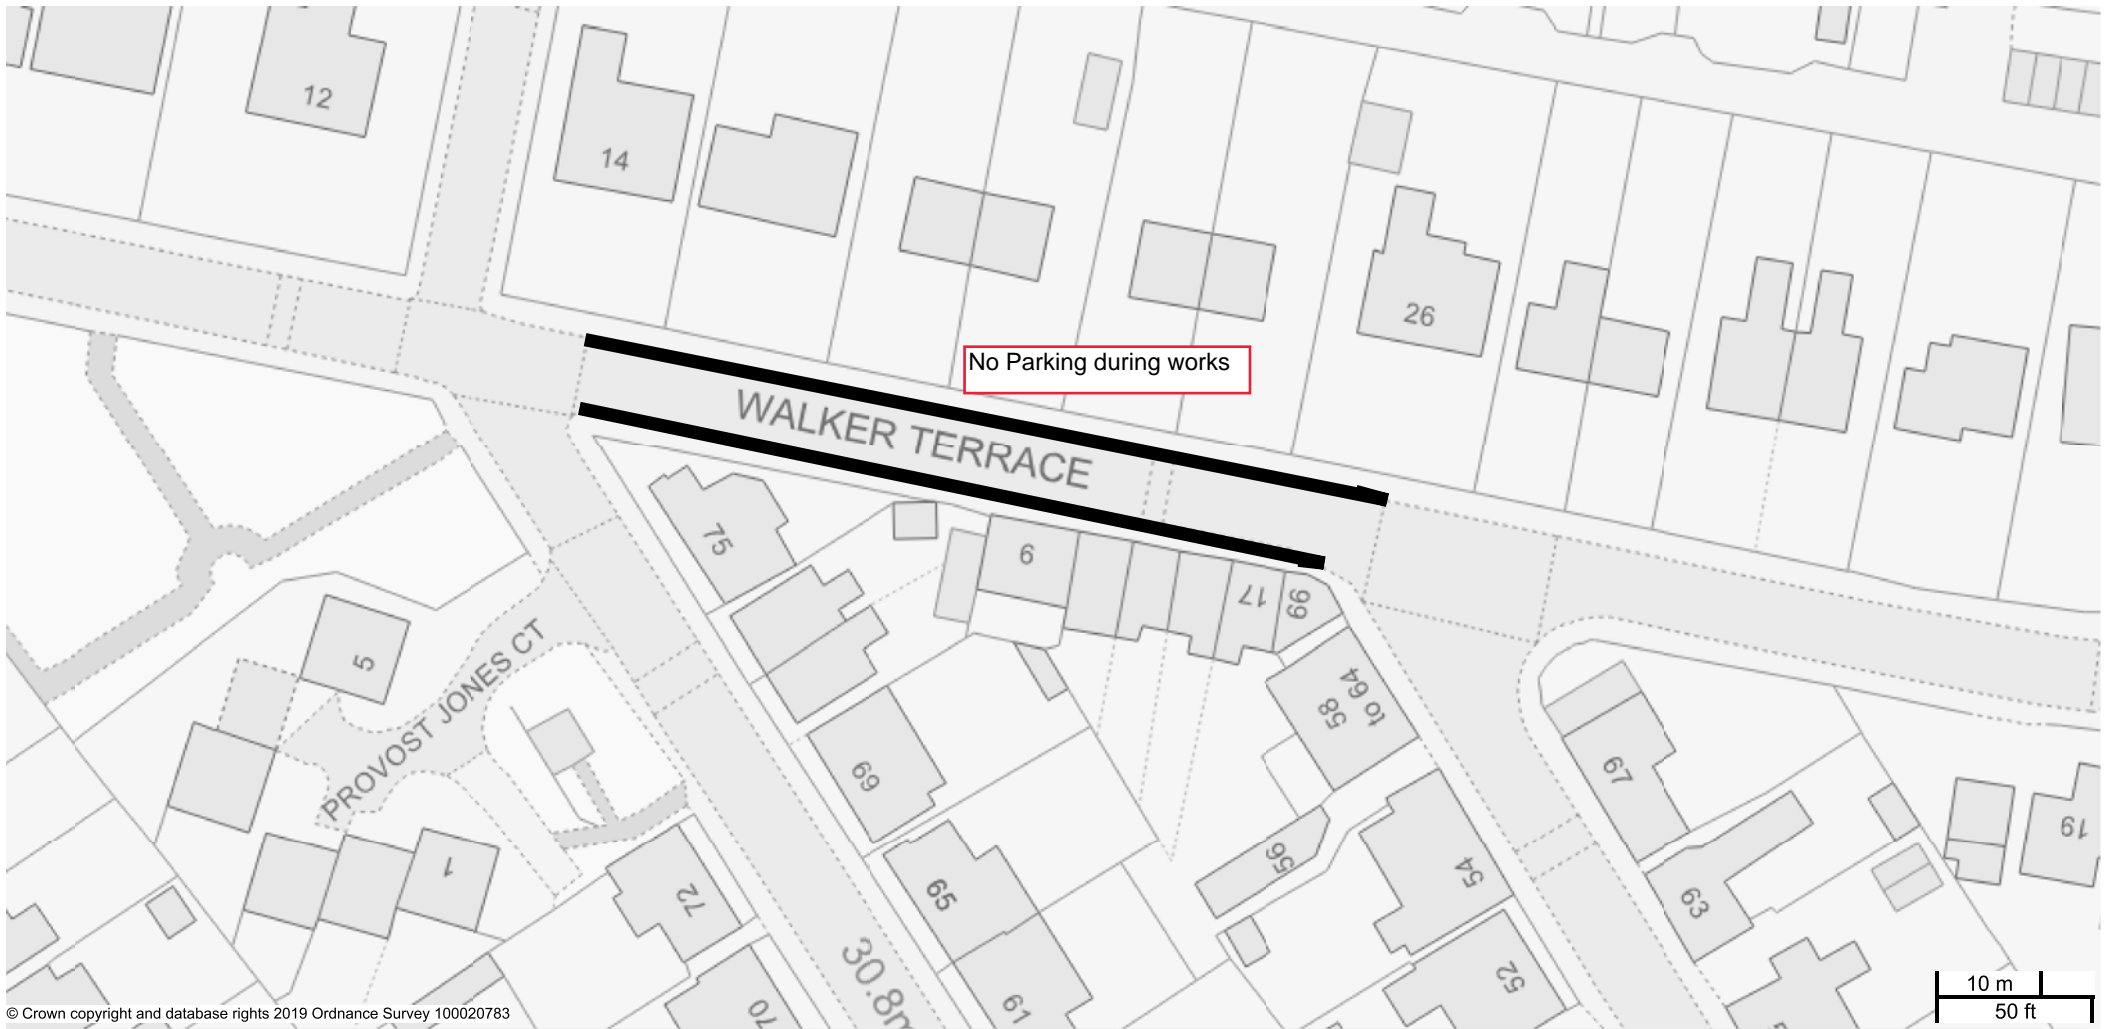 12
14
26
No Parking during works
WALKER TERRACE
75
6
17
66
5
58
to 64
PROVOST JONES CT
69
67
19
1
56
54
72
65
63
30.8m
52
70
61
10 m
50 ft
© Crown copyright and database rights 2019 Ordnance Survey 100020783